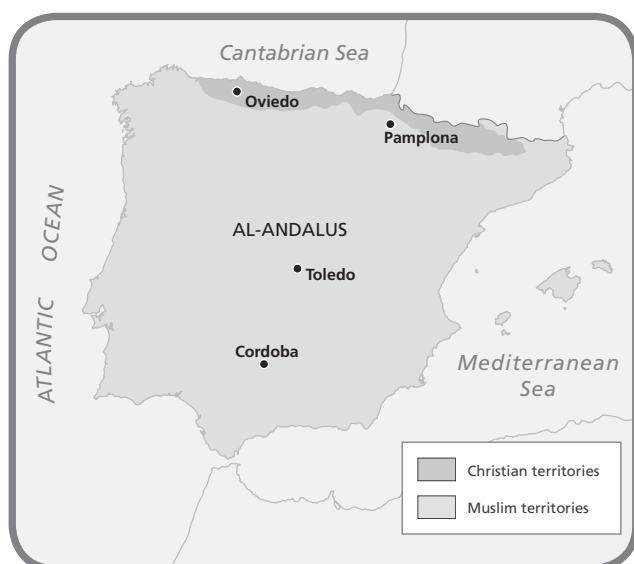 Cantabrian Sea
Oviedo
Pamplona
ATLANTIC OCEAN
AL-ANDALUS
Toledo
Cordoba
Mediterranean
Sea
Christian territories
Muslim territories